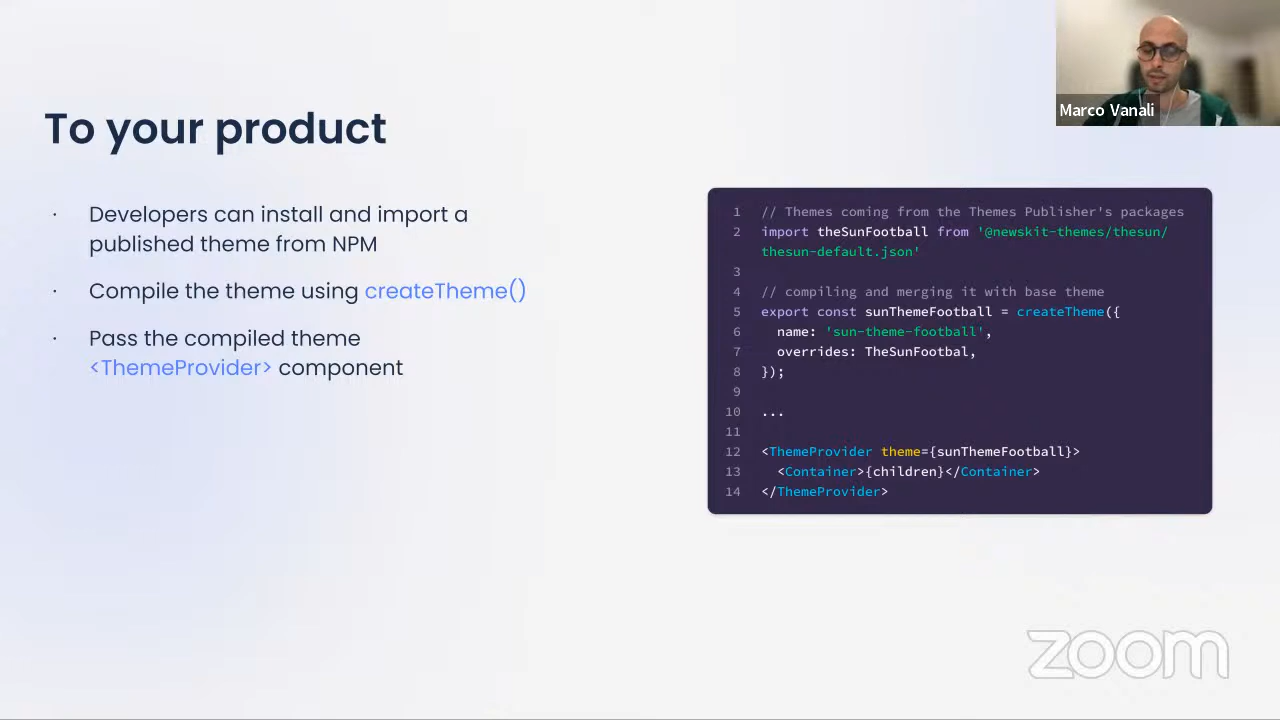 Marco Vanali
To your product
· Developers can install and import a
published theme from NPM
· Compile the theme using createTheme()
· Pass the compiled theme
<ThemeProvider> component
1 // Themes coming from the Themes Publisher's packages
2 import theSunFootball from '@newskit-themes/thesun/
thesun-default.json'
3
4 // compiling and merging it with base theme
5 export const sunThemeFootball = createTheme({
6   name: 'sun-theme-football',
7   overrides: TheSunFootbal,
8 });
9
10 ...
11
12 <ThemeProvider theme={sunThemeFootball}>
13   <Container>{children}</Container>
14 </ThemeProvider>
zoom